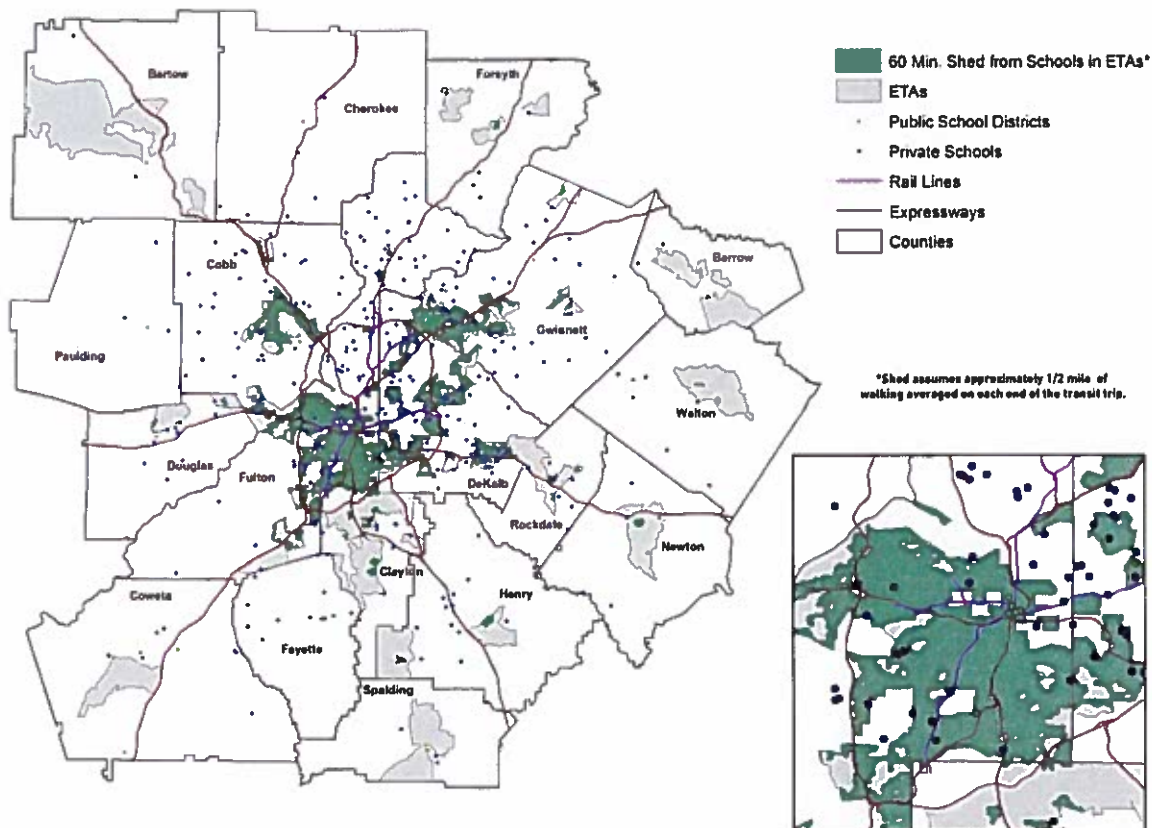 Bartow
Cherokee
Forsyth
Cobb
Gwinnett
Barrow
Paulding
Walton
Douglas
Fulton
DeKalb
Rockdale
Newton
Clayton
Henry
Coweta
Fayette
Spalding
60 Min. Shed from Schools in ETAs*
ETAs
Public School Districts
Private Schools
Rail Lines
Expressways
Counties
*Shed assumes approximately 1/2 mile of
walking averaged on each end of the transit trip.